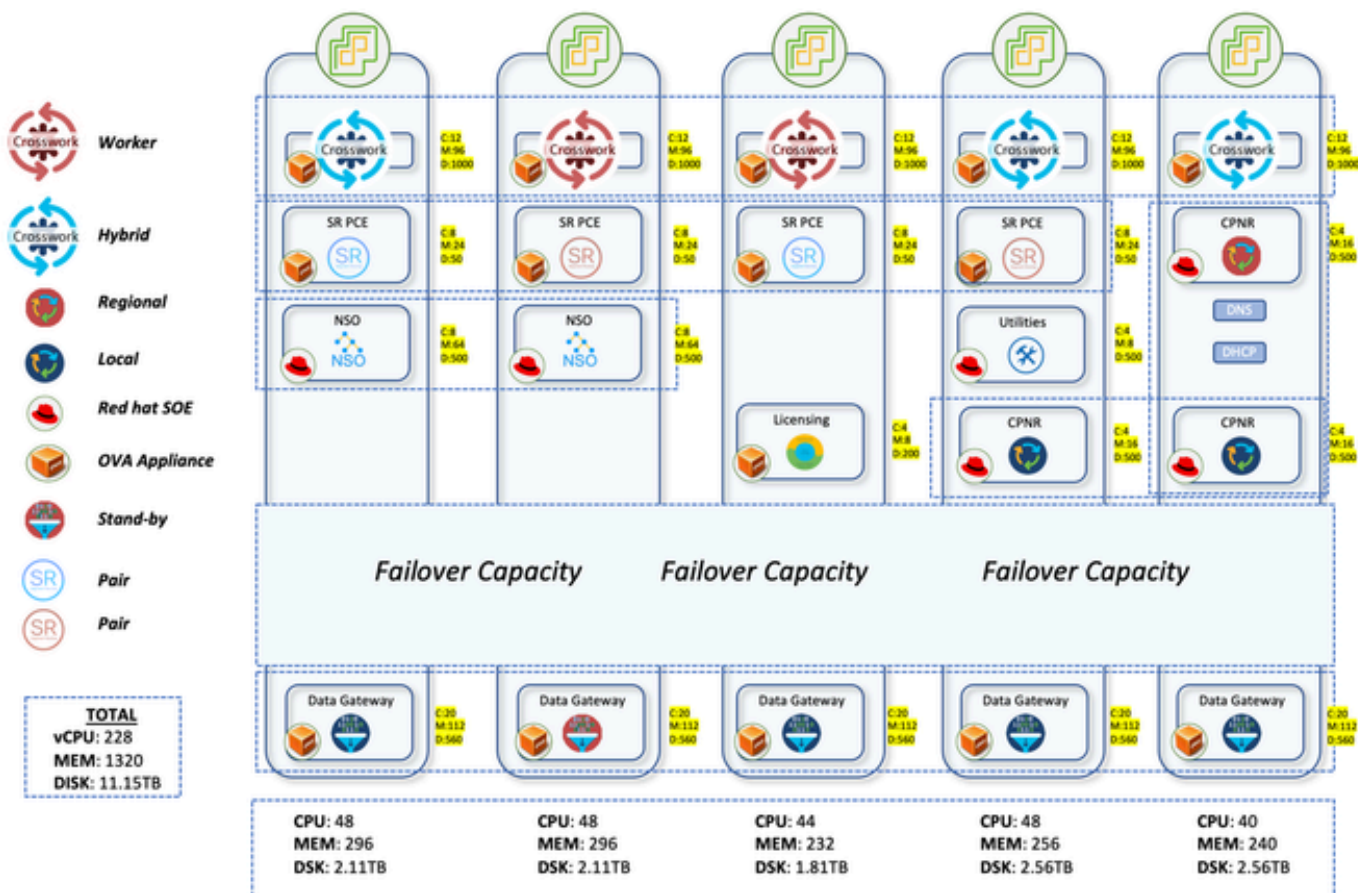 Crosswork
Worker
Crosswork
Hybrid
Regional
Local
Red hat SOE
OVA Appliance
Stand-by
SR
Pair
SR
Pair
TOTAL
vCPU: 228
MEM: 1320
DISK: 11.15TB
Crosswork
C:12
M:96
D:1000
Crosswork
C:12
M:96
D:1000
Crosswork
C:12
M:96
D:1000
Crosswork
C:12
M:96
D:1000
Crosswork
C:12
M:96
D:1000
SR PCE
SR
C:8
M:24
D:50
SR PCE
SR
C:8
M:24
D:50
SR PCE
SR
C:8
M:24
D:50
SR PCE
SR
C:8
M:24
D:50
CPNR
C:4
M:16
D:500
DNS
DHCP
NSO
NSO
C:8
M:64
D:500
NSO
NSO
C:8
M:64
D:500
Utilities
C:4
M:8
D:500
Licensing
C:4
M:8
D:200
CPNR
C:4
M:16
D:500
CPNR
C:4
M:16
D:500
Failover Capacity
Failover Capacity
Failover Capacity
Data Gateway
C:20
M:112
D:560
Data Gateway
C:20
M:112
D:560
Data Gateway
C:20
M:112
D:560
Data Gateway
C:20
M:112
D:560
Data Gateway
C:20
M:112
D:560
CPU: 48
MEM: 296
DSK: 2.11TB
CPU: 48
MEM: 296
DSK: 2.11TB
CPU: 44
MEM: 232
DSK: 1.81TB
CPU: 48
MEM: 256
DSK: 2.56TB
CPU: 40
MEM: 240
DSK: 2.56TB